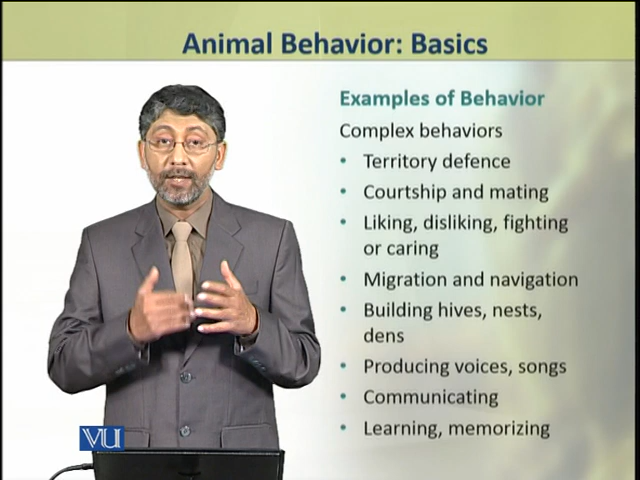 Animal Behavior: Basics
Examples of Behavior
Complex behaviors
• Territory defence
• Courtship and mating
• Liking, disliking, fighting
or caring
• Migration and navigation
• Building hives, nests,
dens
• Producing voices, songs
• Communicating
• Learning, memorizing
VU